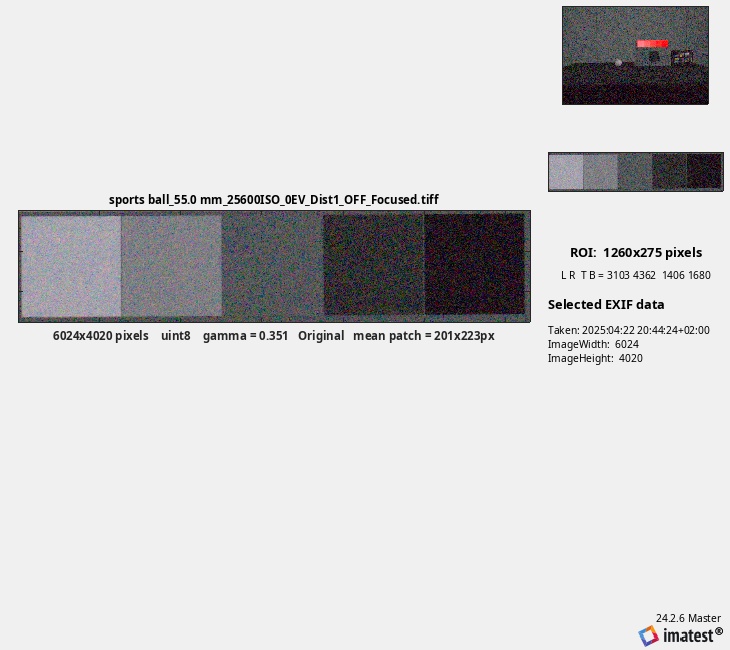 sports ball_55.0 mm_25600ISO_0EV_Dist1_OFF_Focused.tiff
6024x4020 pixels    uint8    gamma = 0.351   Original   mean patch = 201x223px
ROI:  1260x275 pixels
L R  T B = 3103 4362  1406 1680
Selected EXIF data
Taken: 2025:04:22 20:44:24+02:00
ImageWidth:  6024
ImageHeight:  4020
24.2.6 Master
imatest®